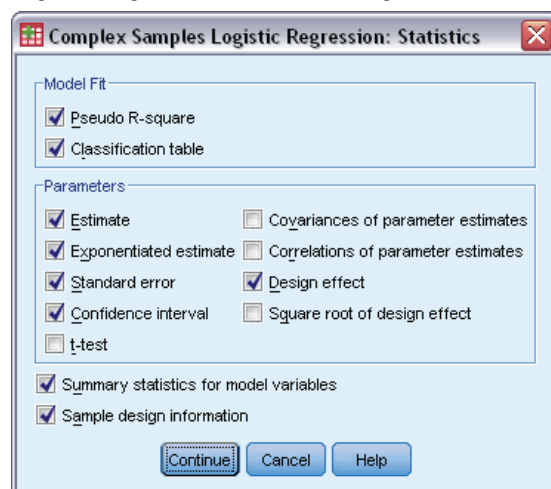 Complex Samples Logistic Regression: Statistics
Model Fit
Pseudo R-square
Classification table
Parameters
Estimate
Covariances of parameter estimates
Exponentiated estimate
Correlations of parameter estimates
Standard error
Design effect
Confidence interval
Square root of design effect
t-test
Summary statistics for model variables
Sample design information
Continue
Cancel
Help